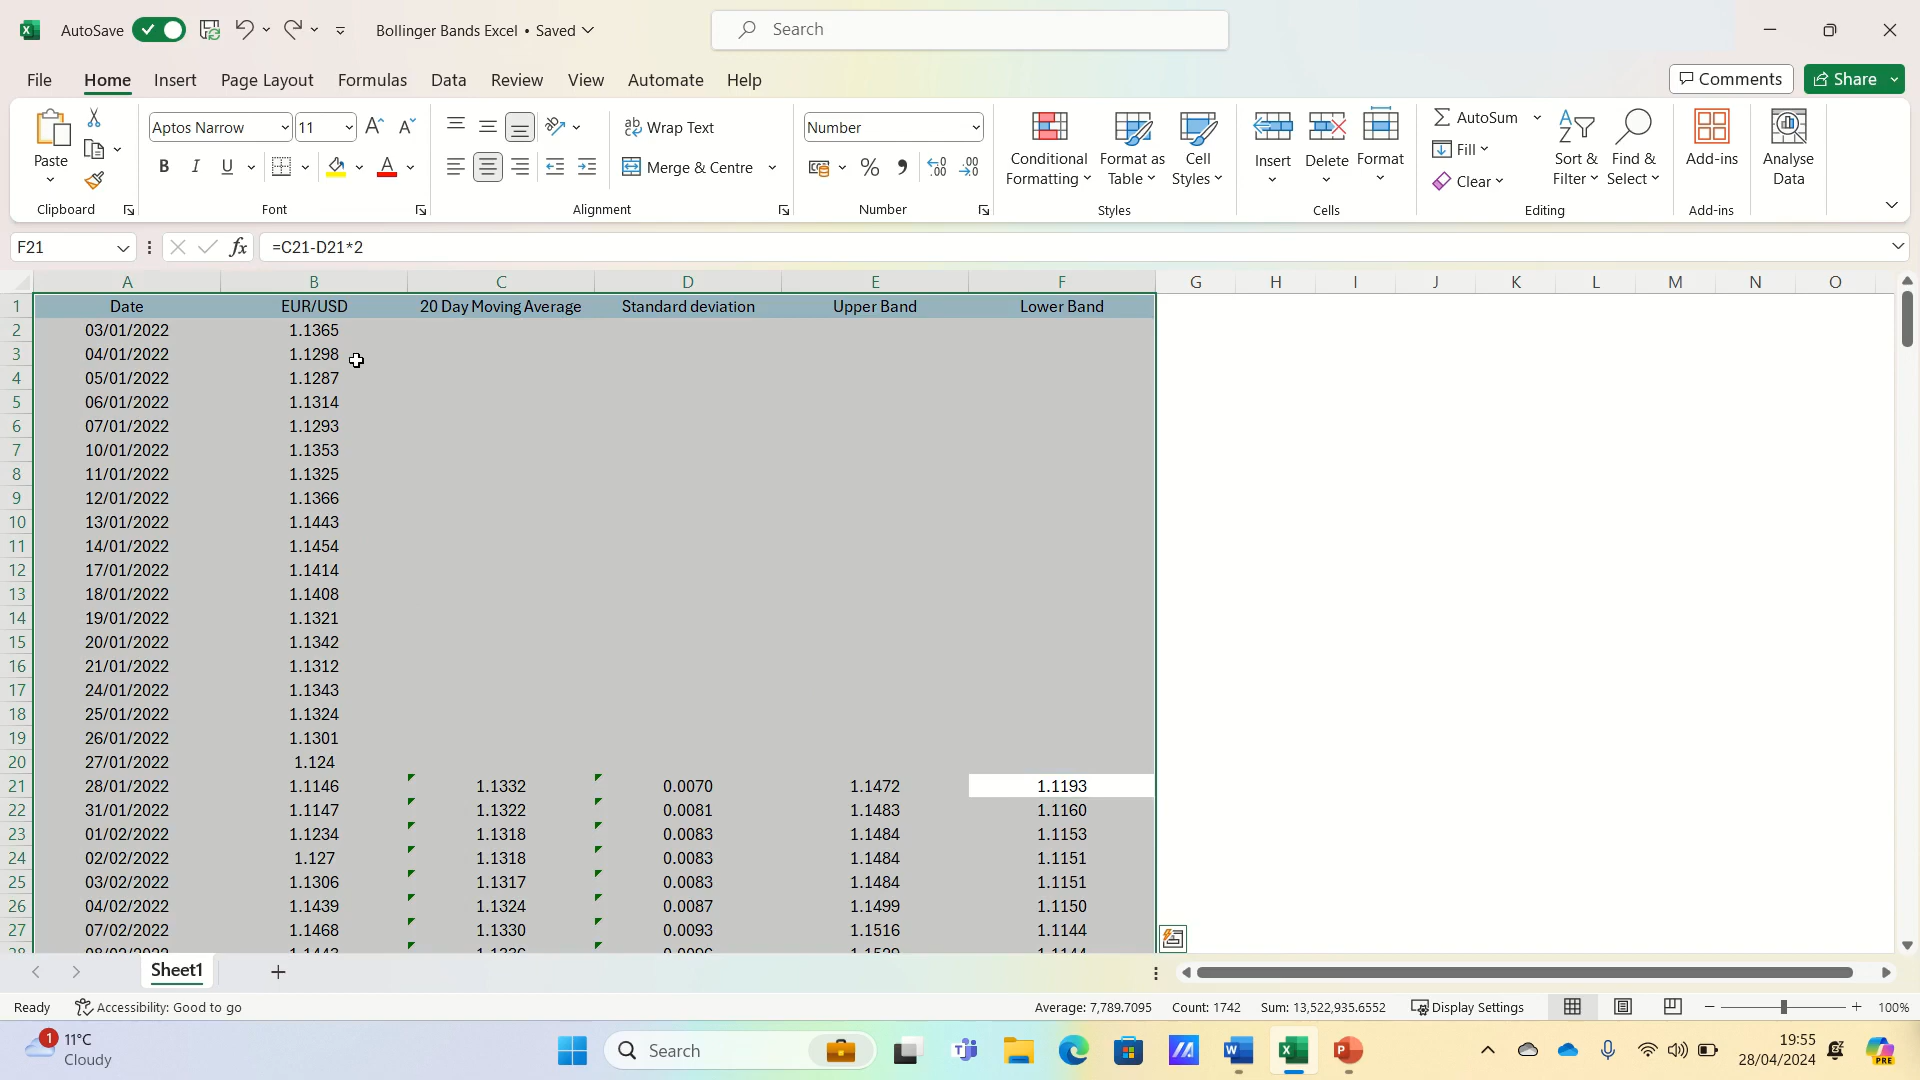 AutoSave Bollinger Bands Excel • Saved Search
File Home Insert Page Layout Formulas Data Review View Automate Help Comments Share
Paste Aptos Narrow 11 Wrap Text Merge & Centre Number Conditional Formatting Format as Table Cell Styles Insert Delete Format AutoSum Fill Clear Sort & Filter Find & Select Add-ins Analyse Data
Clipboard Font Alignment Number Styles Cells Editing Add-ins
F21 fx =C21-D21*2
A B C D E F G H I J K L M N O
1 Date EUR/USD 20 Day Moving Average Standard deviation Upper Band Lower Band
2 03/01/2022 1.1365
3 04/01/2022 1.1298
4 05/01/2022 1.1287
5 06/01/2022 1.1314
6 07/01/2022 1.1293
7 10/01/2022 1.1353
8 11/01/2022 1.1325
9 12/01/2022 1.1366
10 13/01/2022 1.1443
11 14/01/2022 1.1454
12 17/01/2022 1.1414
13 18/01/2022 1.1408
14 19/01/2022 1.1321
15 20/01/2022 1.1342
16 21/01/2022 1.1312
17 24/01/2022 1.1343
18 25/01/2022 1.1324
19 26/01/2022 1.1301
20 27/01/2022 1.124
21 28/01/2022 1.1146 1.1332 0.0070 1.1472 1.1193
22 31/01/2022 1.1147 1.1322 0.0081 1.1483 1.1160
23 01/02/2022 1.1234 1.1318 0.0083 1.1484 1.1153
24 02/02/2022 1.127 1.1318 0.0083 1.1484 1.1151
25 03/02/2022 1.1306 1.1317 0.0083 1.1484 1.1151
26 04/02/2022 1.1439 1.1324 0.0087 1.1499 1.1150
27 07/02/2022 1.1468 1.1330 0.0093 1.1516 1.1144
Sheet1
Ready Accessibility: Good to go Average: 7,789.7095 Count: 1742 Sum: 13,522,935.6552 Display Settings 100%
1 11°C Search 19:55
Cloudy 28/04/2024